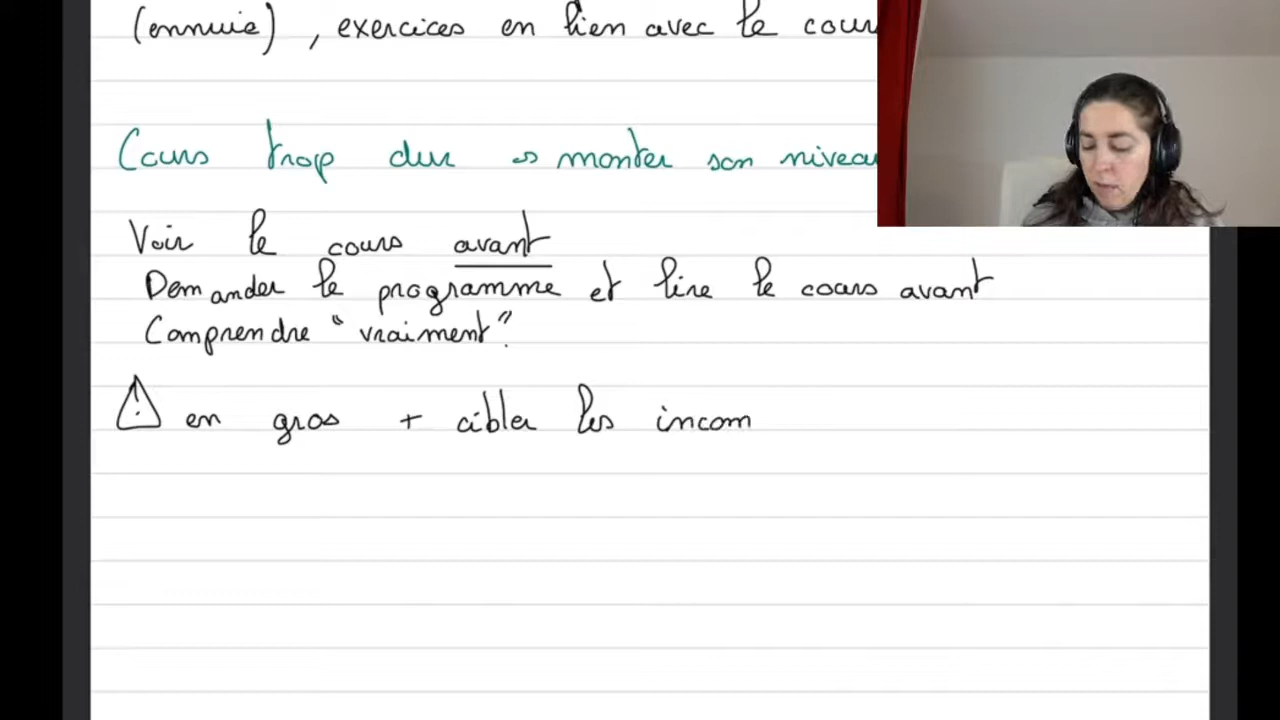 (ennuie), exercices en lien avec le cours
Cours trop dur ⇔ monter son niveau
Voir le cours avant
Demander le programme et lire le cours avant
Comprendre "vraiment".
⚠ en gros + cibler les incom